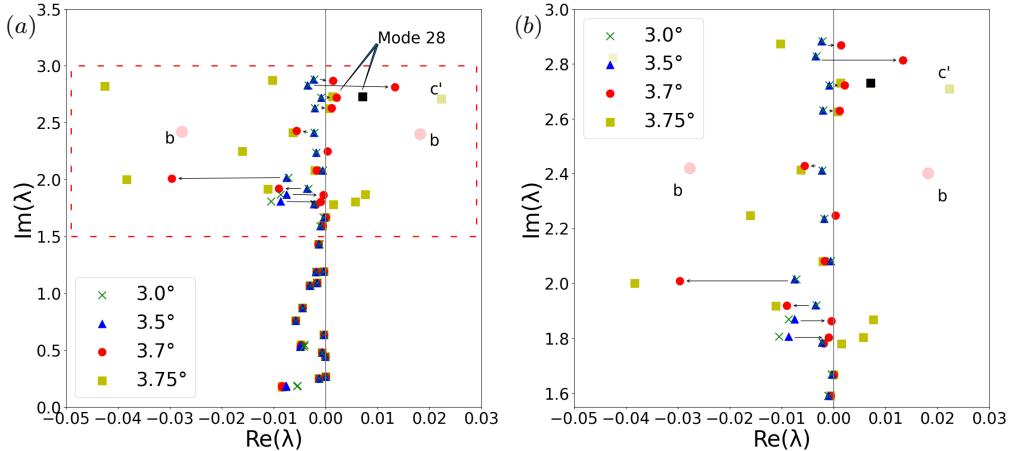 (a)
3.5
3.0
2.5
2.0
1.5
1.0
0.5
0.0
Im(λ)
Mode 28
c'
b
b
3.0°
3.5°
3.7°
3.75°
−0.05 −0.04 −0.03 −0.02 −0.01 0.00 0.01 0.02 0.03
Re(λ)
(b)
3.0
2.8
2.6
2.4
2.2
2.0
1.8
1.6
Im(λ)
3.0°
3.5°
3.7°
3.75°
c'
b
b
−0.05 −0.04 −0.03 −0.02 −0.01 0.00 0.01 0.02 0.03
Re(λ)